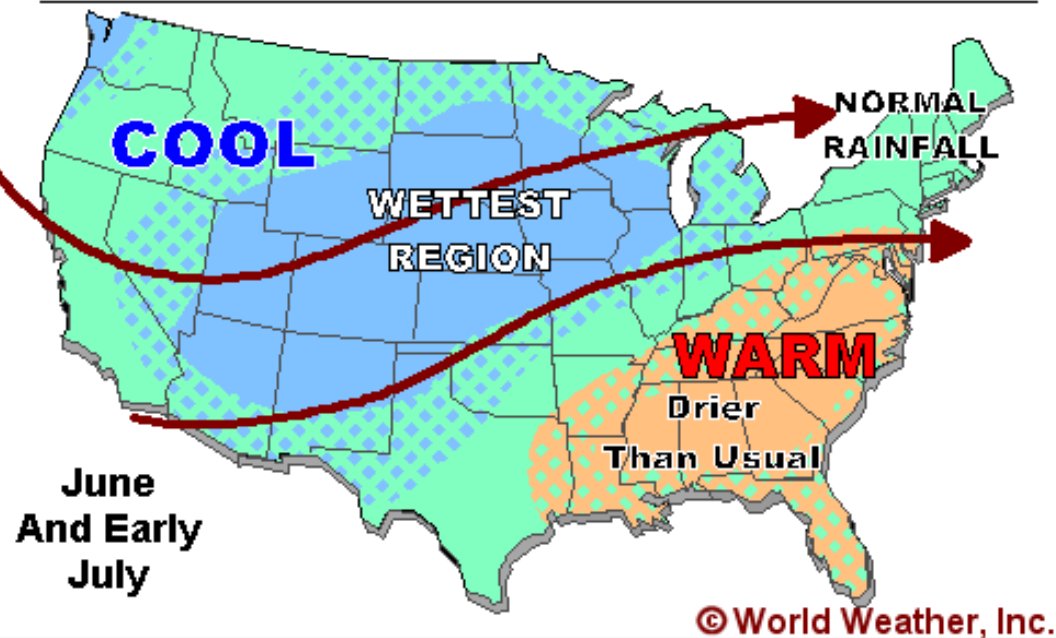 NORMAL
RAINFALL
COOL
WETTEST
REGION
WARM
Drier
Than Usual
June
And Early
July
© World Weather, Inc.